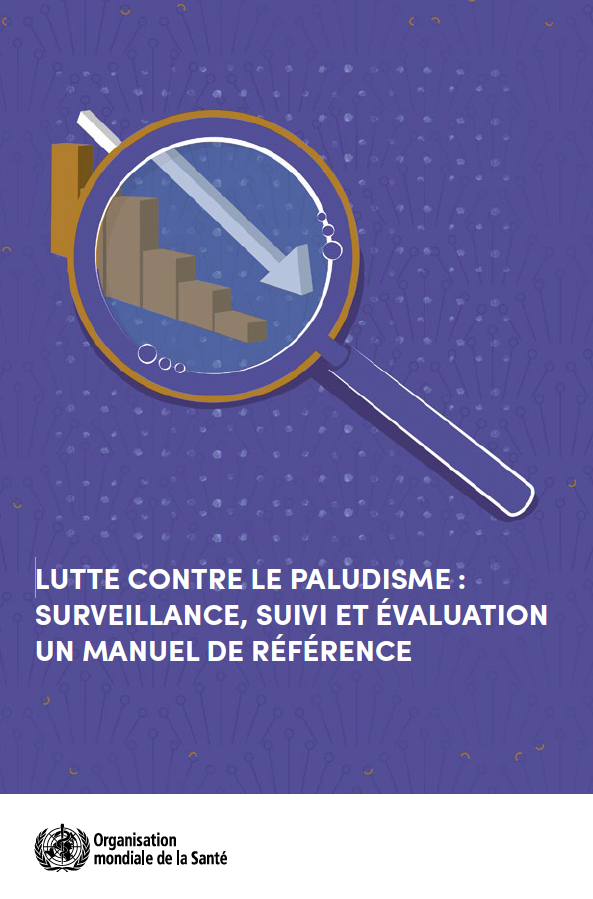 LUTTE CONTRE LE PALUDISME :
SURVEILLANCE, SUIVI ET ÉVALUATION
UN MANUEL DE RÉFÉRENCE
Organisation
mondiale de la Santé